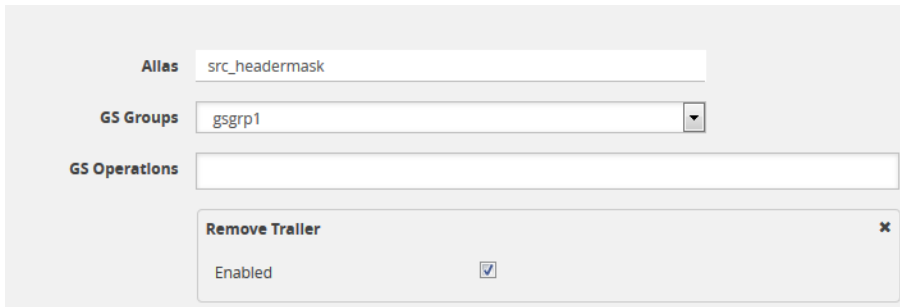 Alias src_headermask
GS Groups gsgrp1
GS Operations
Remove Trailer
Enabled